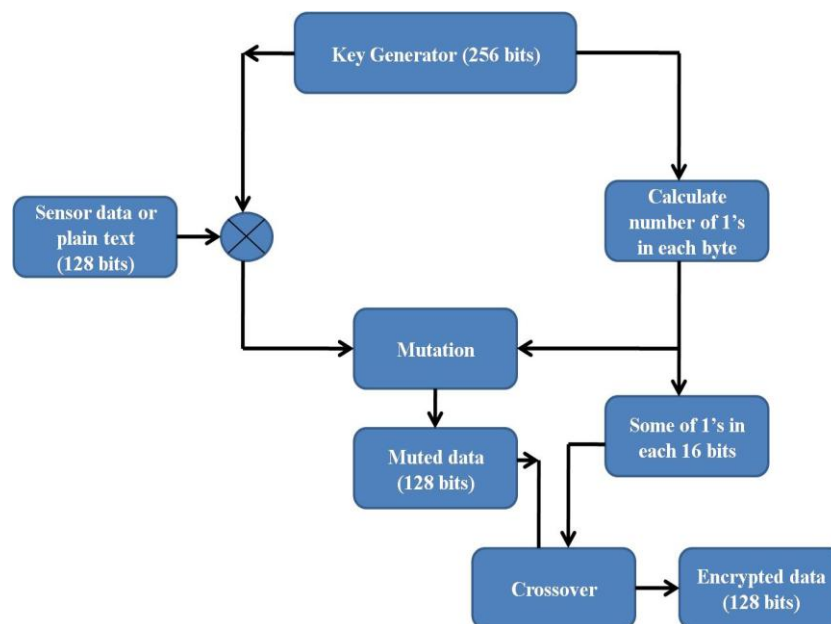 Key Generator (256 bits)
Sensor data or
plain text
(128 bits)
Calculate
number of 1's
in each byte
Mutation
Some of 1's in
each 16 bits
Muted data
(128 bits)
Crossover
Encrypted data
(128 bits)